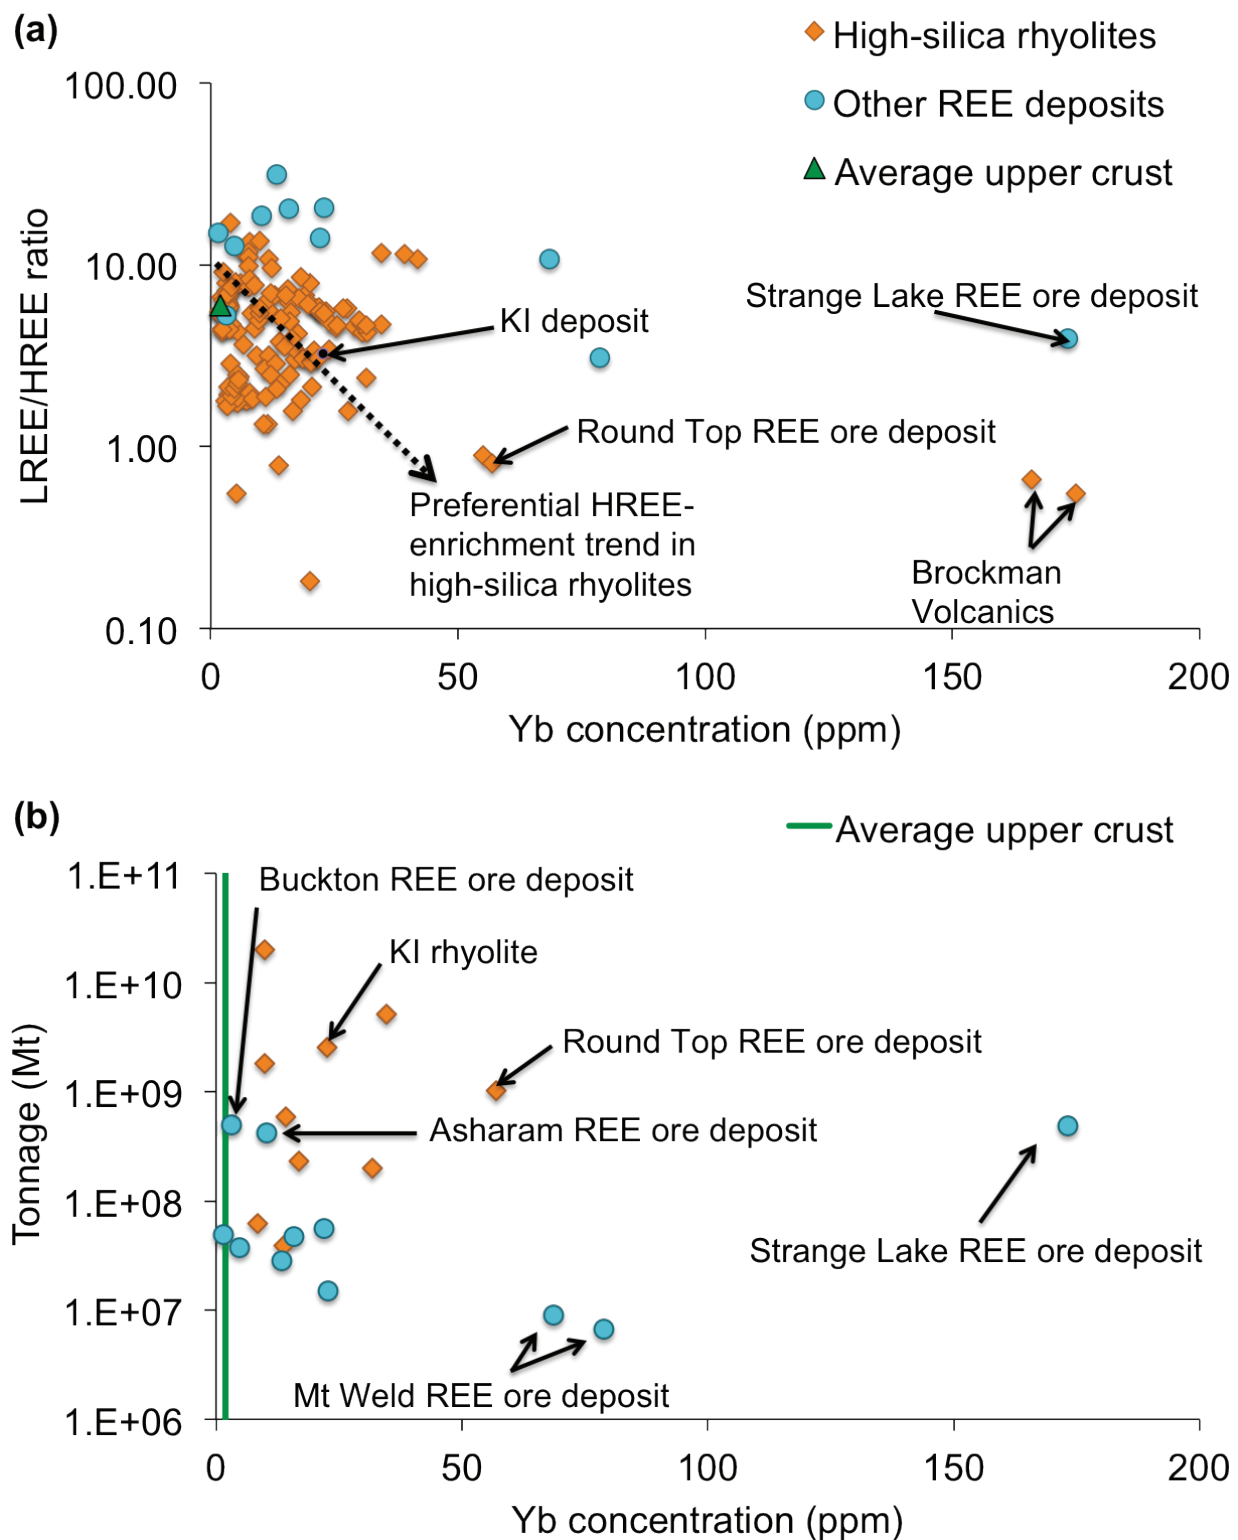 (a)
High-silica rhyolites
Other REE deposits
Average upper crust
100.00
10.00
1.00
0.10
LREE/HREE ratio
KI deposit
Strange Lake REE ore deposit
Round Top REE ore deposit
Preferential HREE-
enrichment trend in
high-silica rhyolites
Brockman
Volcanics
0
50
100
150
200
Yb concentration (ppm)
(b)
Average upper crust
1.E+11
1.E+10
1.E+09
1.E+08
1.E+07
1.E+06
Tonnage (Mt)
Buckton REE ore deposit
KI rhyolite
Round Top REE ore deposit
Asharam REE ore deposit
Strange Lake REE ore deposit
Mt Weld REE ore deposit
0
50
100
150
200
Yb concentration (ppm)